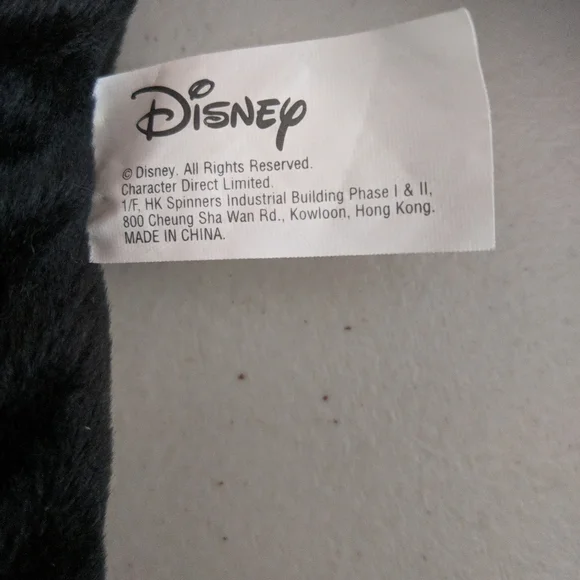 Disney
© Disney. All Rights Reserved.
Character Direct Limited.
1/F, HK Spinners Industrial Building Phase I & II,
800 Cheung Sha Wan Rd., Kowloon, Hong Kong.
MADE IN CHINA.